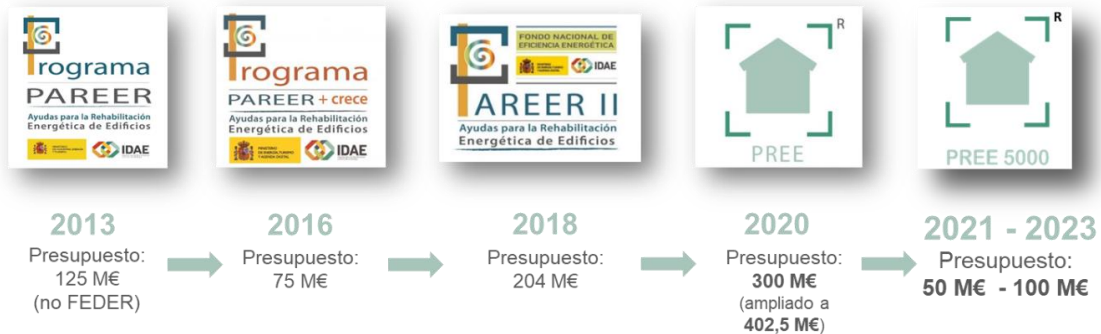 Programa
PAREER
Ayudas para la Rehabilitación
Energética de Edificios
IDAE
Programa
PAREER + crece
Ayudas para la Rehabilitación
Energética de Edificios
IDAE
FONDO NACIONAL DE
EFICIENCIA ENERGÉTICA
IDAE
PAREER II
Ayudas para la Rehabilitación
Energética de Edificios
R
PREE
R
PREE 5000
2013
Presupuesto:
125 M€
(no FEDER)
2016
Presupuesto:
75 M€
2018
Presupuesto:
204 M€
2020
Presupuesto:
300 M€
(ampliado a
402,5 M€)
2021 - 2023
Presupuesto:
50 M€ - 100 M€